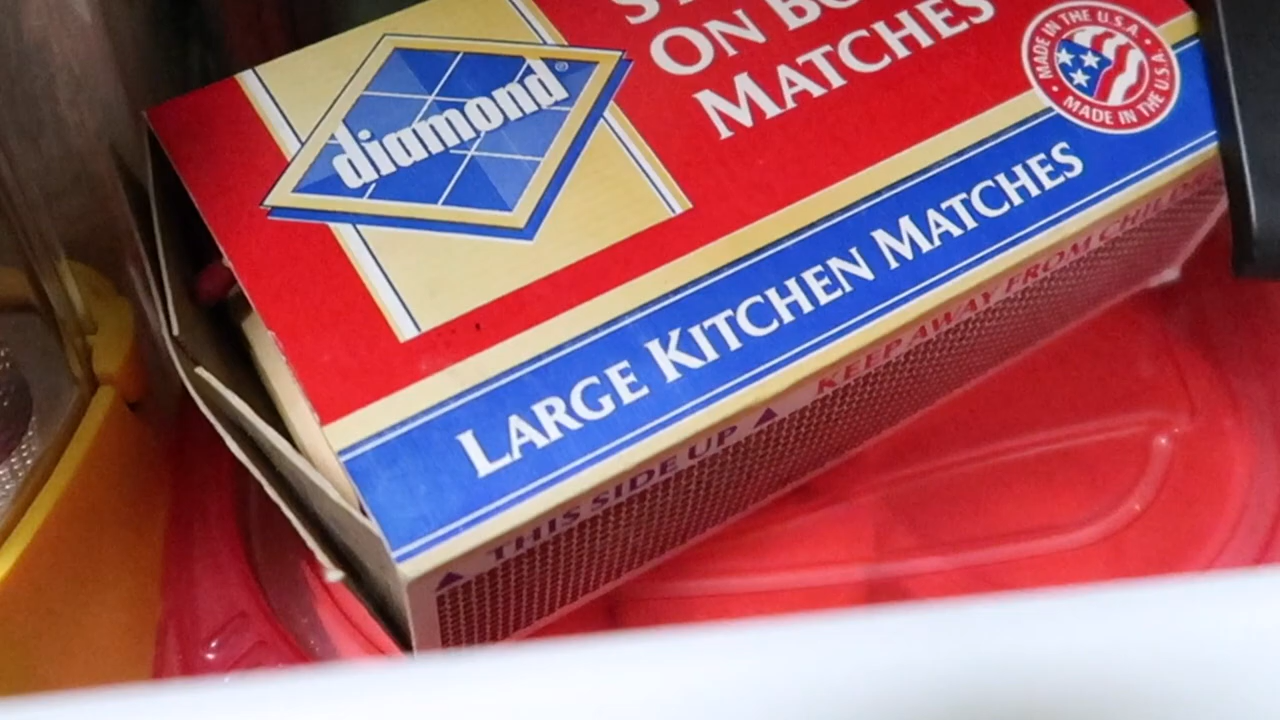 diamond®
ON BO
MATCHES
MADE IN THE U.S.A. • MADE IN THE U.S.A. •
LARGE KITCHEN MATCHES
▲ THIS SIDE UP ▲ KEEP AWAY FROM CHILDREN